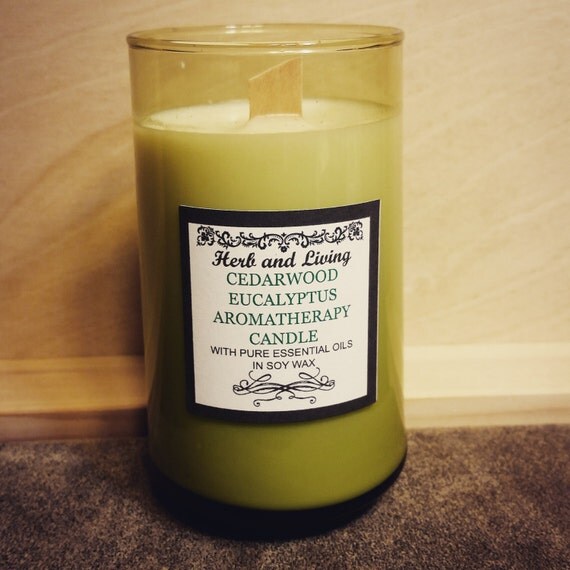 Herb and Living
CEDARWOOD
EUCALYPTUS
AROMATHERAPY
CANDLE
WITH PURE ESSENTIAL OILS
IN SOY WAX